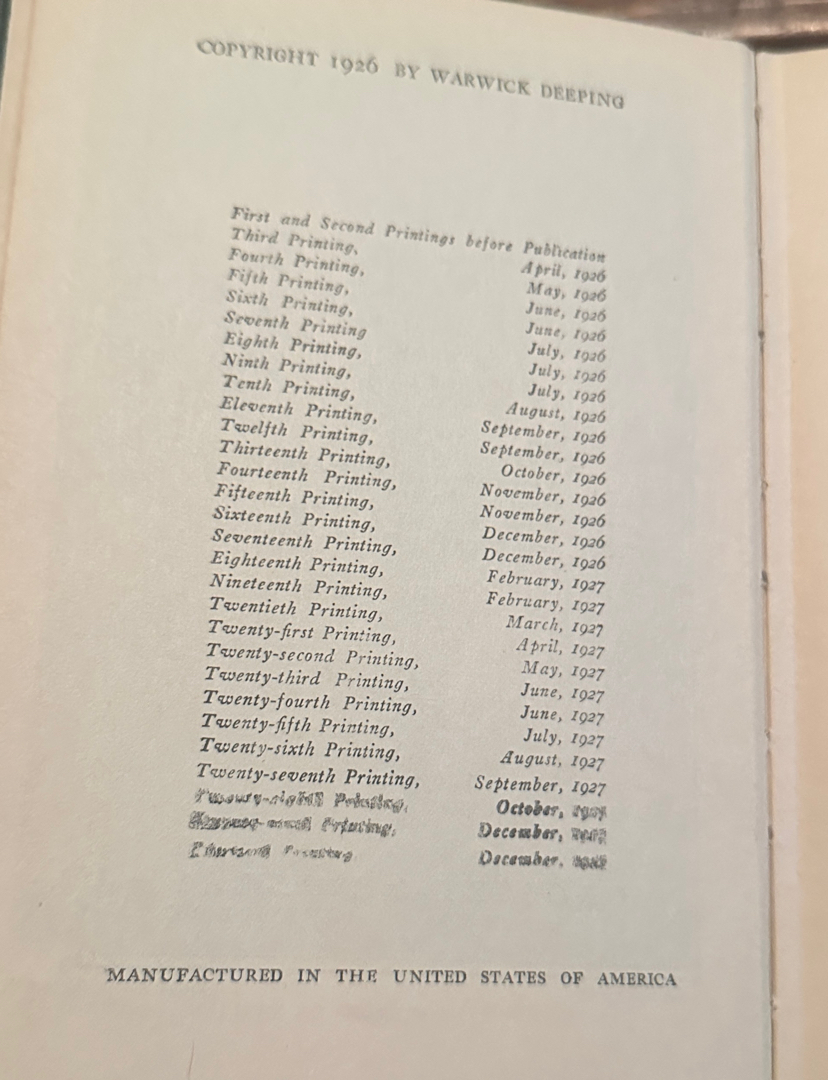 COPYRIGHT 1926 BY WARWICK DEEPING
First and Second Printings before Publication
Third Printing, April, 1926
Fourth Printing, May, 1926
Fifth Printing, June, 1926
Sixth Printing, June, 1926
Seventh Printing July, 1926
Eighth Printing, July, 1926
Ninth Printing, July, 1926
Tenth Printing, August, 1926
Eleventh Printing, September, 1926
Twelfth Printing, September, 1926
Thirteenth Printing, October, 1926
Fourteenth Printing, November, 1926
Fifteenth Printing, November, 1926
Sixteenth Printing, December, 1926
Seventeenth Printing, December, 1926
Eighteenth Printing, February, 1927
Nineteenth Printing, February, 1927
Twentieth Printing, March, 1927
Twenty-first Printing, April, 1927
Twenty-second Printing, May, 1927
Twenty-third Printing, June, 1927
Twenty-fourth Printing, June, 1927
Twenty-fifth Printing, July, 1927
Twenty-sixth Printing, August, 1927
Twenty-seventh Printing, September, 1927
Printing, October,
Printing, December,
Printing December,
MANUFACTURED IN THE UNITED STATES OF AMERICA